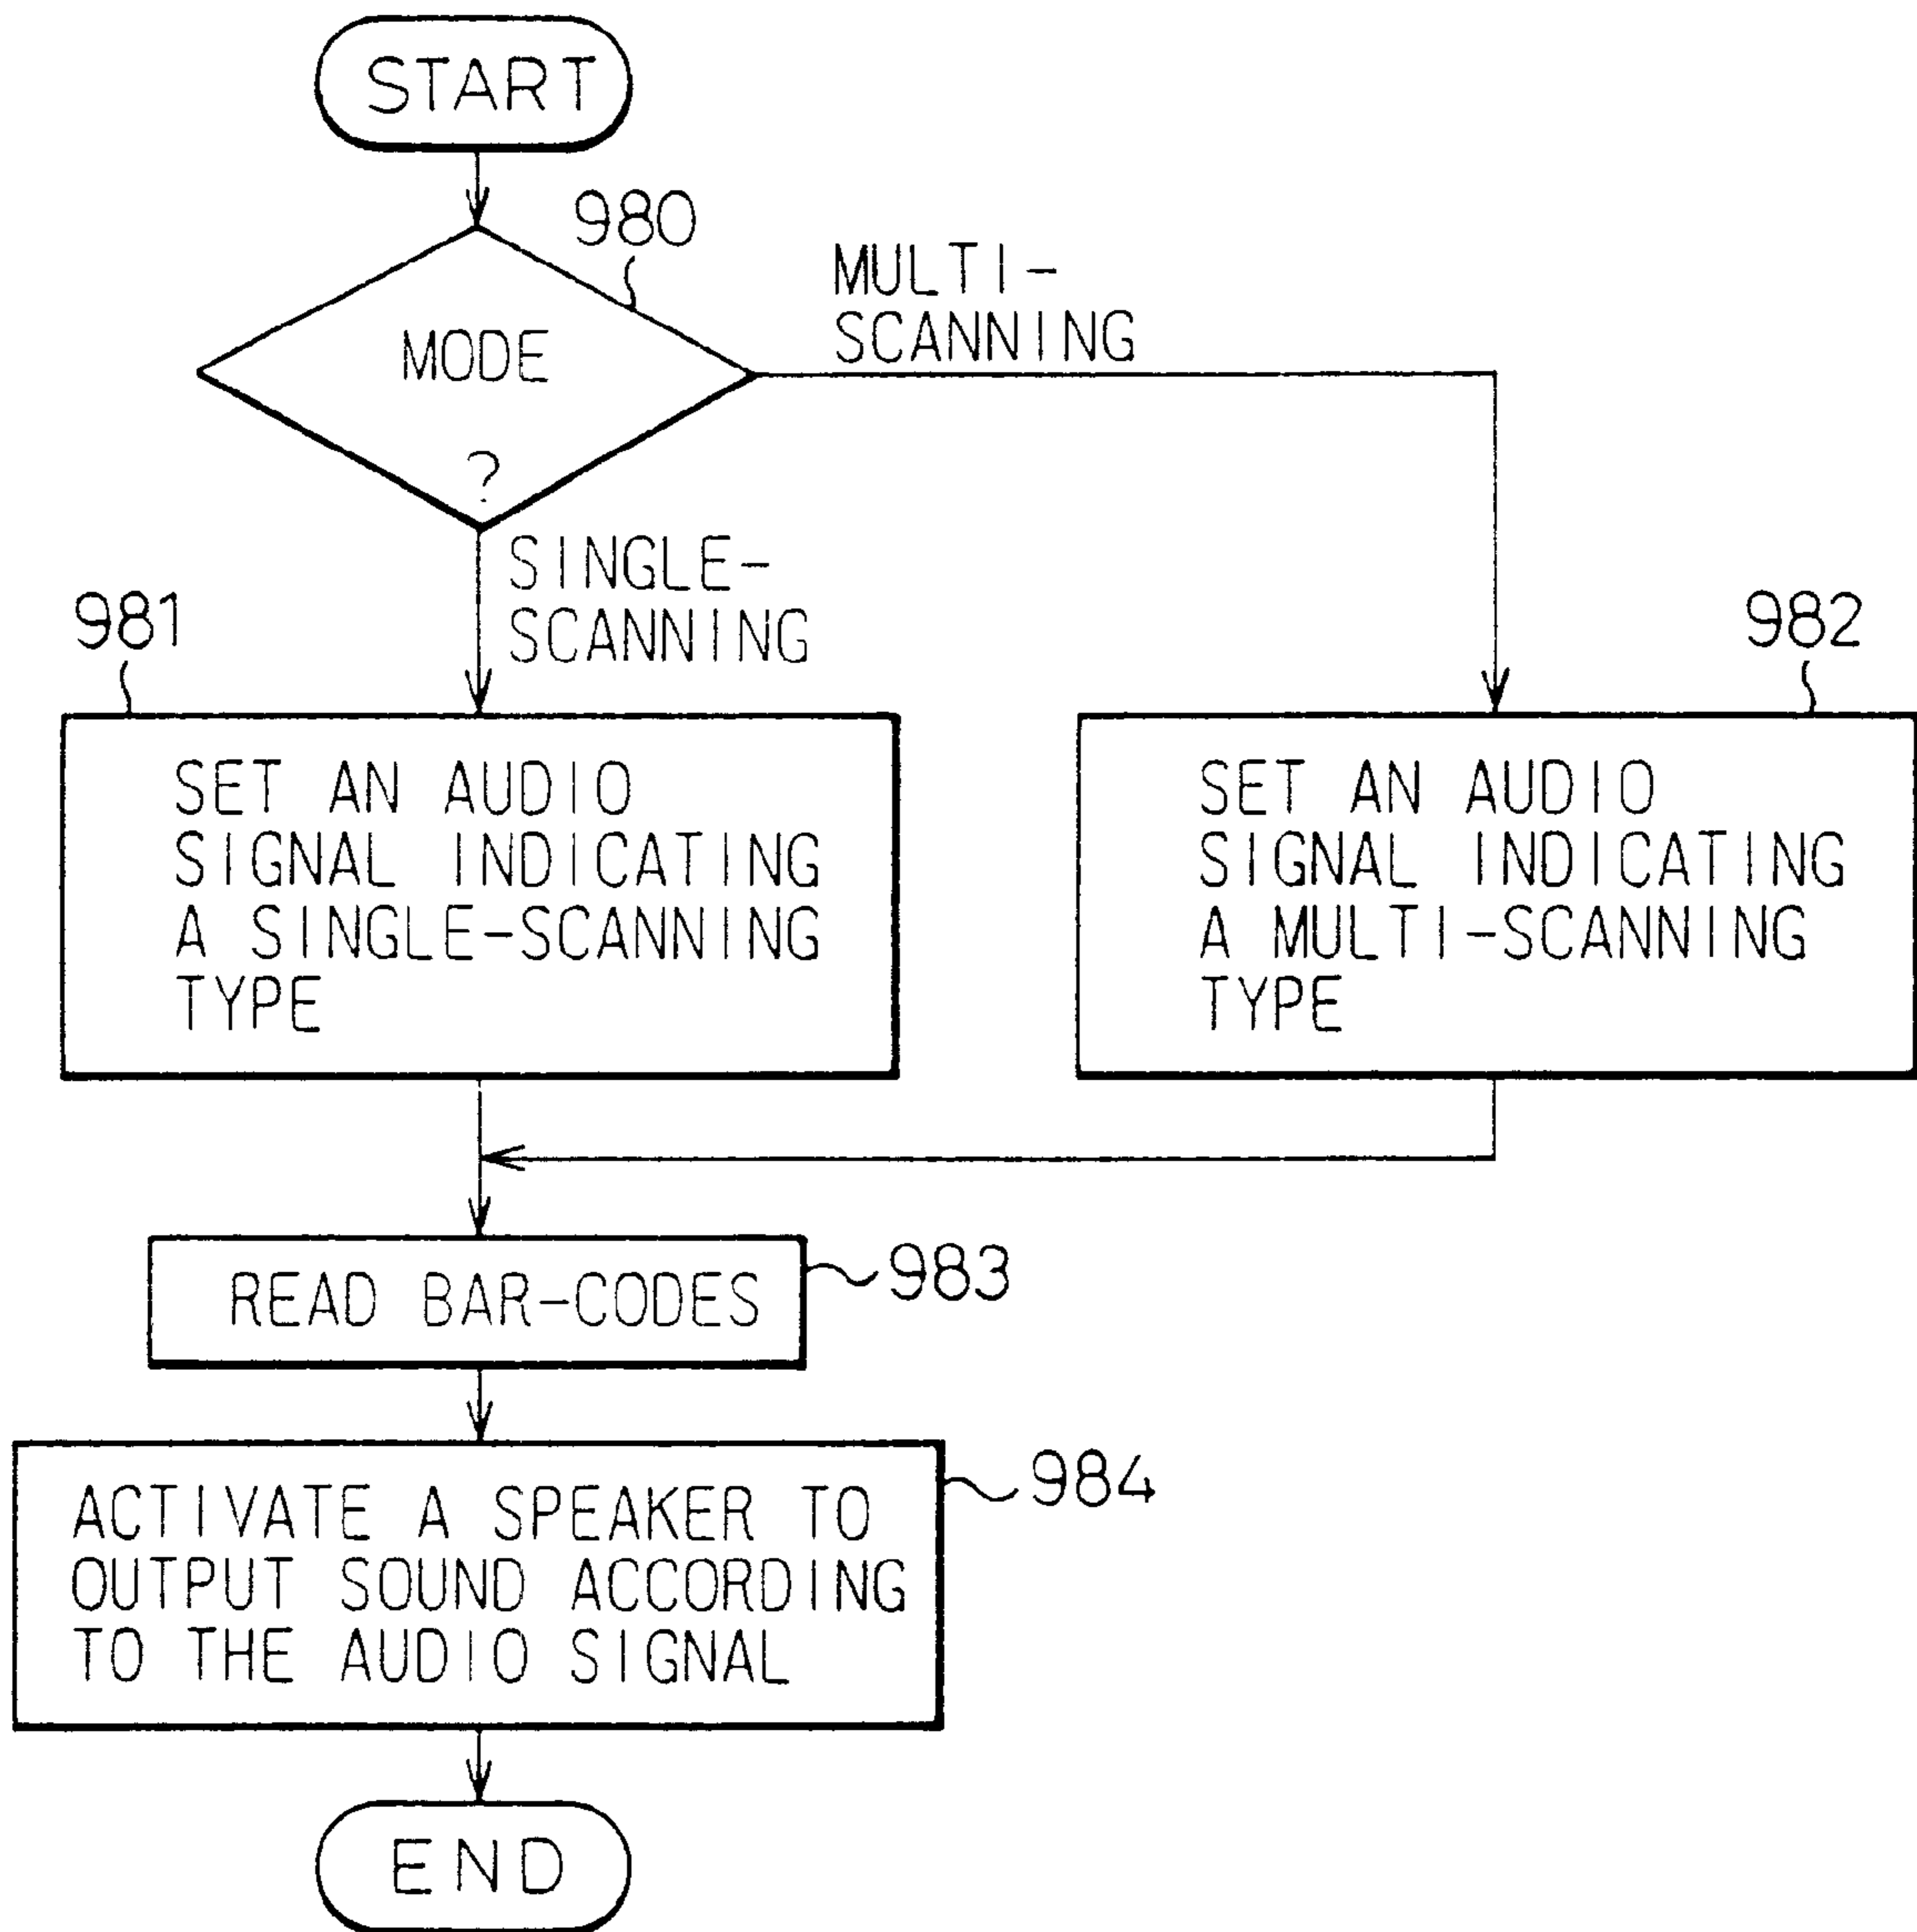 START
980
MULTI-
SCANNING
MODE
?
SINGLE-
SCANNING
981
982
SET AN AUDIO
SIGNAL INDICATING
A SINGLE-SCANNING
TYPE
SET AN AUDIO
SIGNAL INDICATING
A MULTI-SCANNING
TYPE
READ BAR-CODES
983
ACTIVATE A SPEAKER TO
OUTPUT SOUND ACCORDING
TO THE AUDIO SIGNAL
984
END